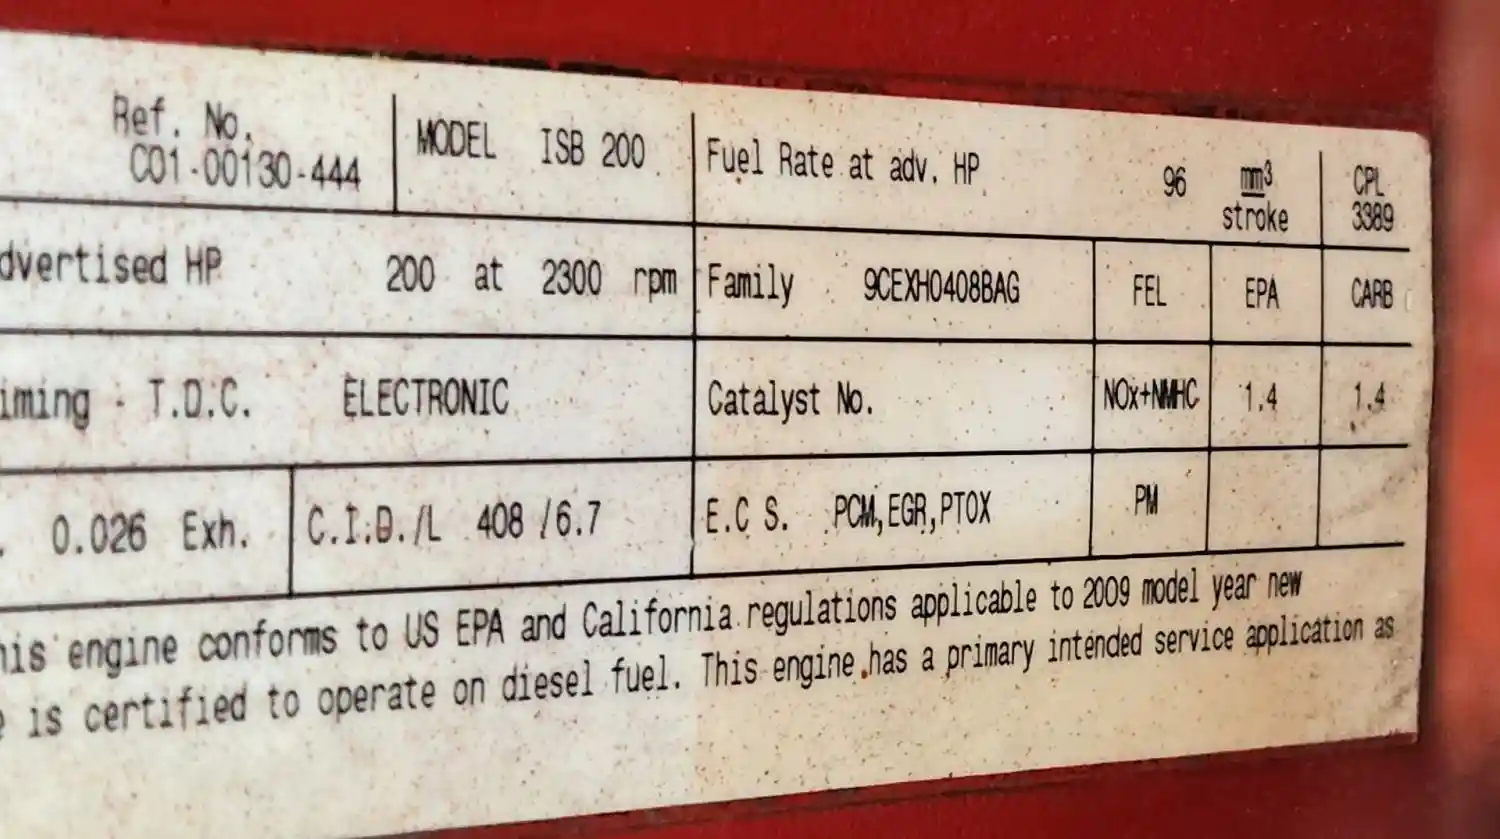 Ref. No.
C01-00130-444
MODEL ISB 200
Fuel Rate at adv. HP 96 mm3
stroke
CPL
3389
dvertised HP 200 at 2300 rpm
Family 9CEXH0408BAG
FEL
EPA
CARB
iming - T.D.C. ELECTRONIC
Catalyst No.
NOx+NMHC
1.4
1.4
. 0.026 Exh.
C.I.D./L 408 /6.7
E.C S. PCM,EGR,PTOX
PM
his engine conforms to US EPA and California regulations applicable to 2009 model year new
e is certified to operate on diesel fuel. This engine has a primary intended service application as